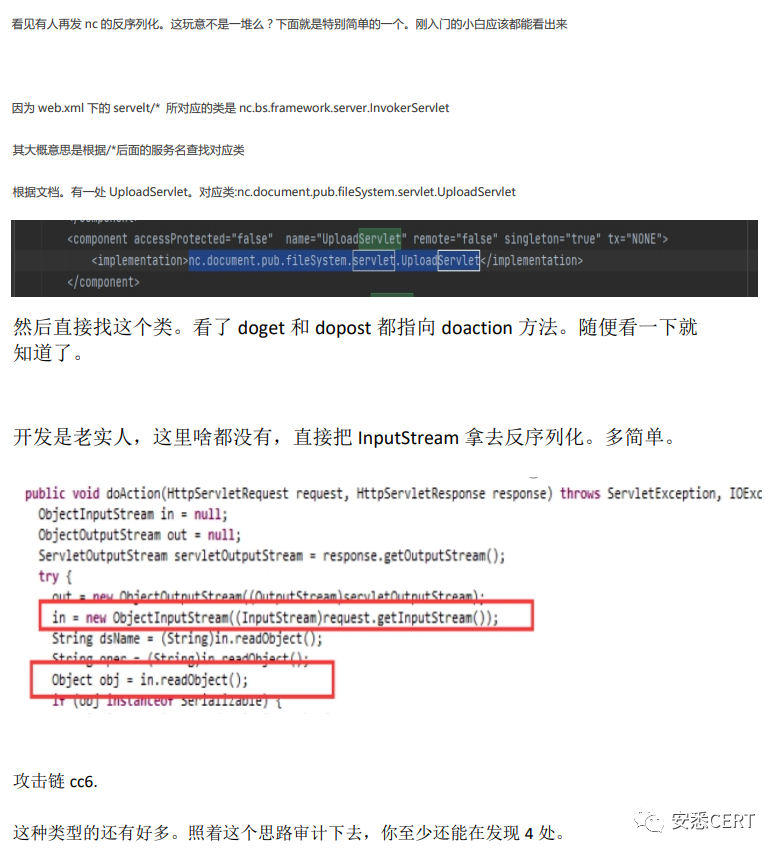 看见有人再发 nc 的反序列化。这玩意不是一堆么？下面就是特别简单的一个。刚入门的小白应该都能看出来
因为 web.xml 下的 servelt/* 所对应的类是 nc.bs.framework.server.InvokerServlet
其大概意思是根据/*后面的服务名查找对应类
根据文档。有一处 UploadServlet。对应类:nc.document.pub.fileSystem.servlet.UploadServlet
<component accessProtected="false" name="UploadServlet" remote="false" singleton="true" tx="NONE">
<implementation>nc.document.pub.fileSystem.servlet.UploadServlet</implementation>
</component>
然后直接找这个类。看了 doget 和 dopost 都指向 doaction 方法。随便看一下就
知道了。
开发是老实人，这里啥都没有，直接把 InputStream 拿去反序列化。多简单。
public void doAction(HttpServletRequest request, HttpServletResponse response) throws ServletException, IOExc
ObjectInputStream in = null;
ObjectOutputStream out = null;
ServletOutputStream servletOutputStream = response.getOutputStream();
try {
out = new ObjectOutputStream((OutputStream)servletOutputStream);
in = new ObjectInputStream((InputStream)request.getInputStream());
String dsName = (String)in.readObject();
String oper = (String)in.readObject();
Object obj = in.readObject();
if (obj instanceof Serializable) {
攻击链 cc6.
这种类型的还有好多。照着这个思路审计下去，你至少还能在发现 4 处。
安悉CERT